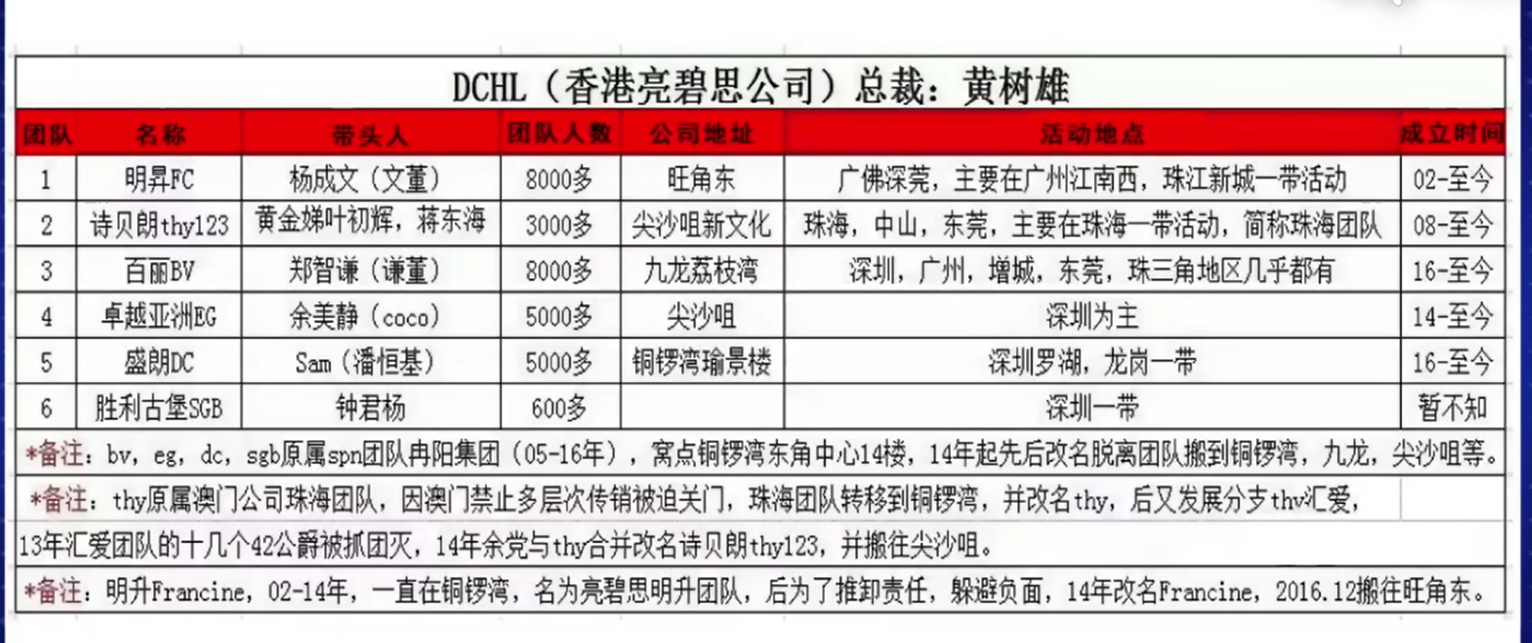 DCHL（香港亮碧思公司）总裁：黄树雄
团队 名称 带头人 团队人数 公司地址 活动地点 成立时间
1 明昇FC 杨成文（文董） 8000多 旺角东 广佛深莞，主要在广州江南西，珠江新城一带活动 02-至今
2 诗贝朗thy123 黄金娣叶初辉，蒋东海 3000多 尖沙咀新文化 珠海，中山，东莞，主要在珠海一带活动，简称珠海团队 08-至今
3 百丽BV 郑智谦（谦董） 8000多 九龙荔枝湾 深圳，广州，增城，东莞，珠三角地区几乎都有 16-至今
4 卓越亚洲EG 余美静（coco） 5000多 尖沙咀 深圳为主 14-至今
5 盛朗DC Sam（潘恒基） 5000多 铜锣湾瑜景楼 深圳罗湖，龙岗一带 16-至今
6 胜利古堡SGB 钟君杨 600多 深圳一带 暂不知
*备注：bv，eg，dc，sgb原属spn团队冉阳集团（05-16年），窝点铜锣湾东角中心14楼，14年起先后改名脱离团队搬到铜锣湾，九龙，尖沙咀等。
*备注：thy原属澳门公司珠海团队，因澳门禁止多层次传销被迫关门，珠海团队转移到铜锣湾，并改名thy，后又发展分支thv汇爱，
13年汇爱团队的十几个42公爵被抓团灭，14年余党与thy合并改名诗贝朗thy123，并搬往尖沙咀。
*备注：明升Francine，02-14年，一直在铜锣湾，名为亮碧思明升团队，后为了推卸责任，躲避负面，14年改名Francine，2016.12搬往旺角东。